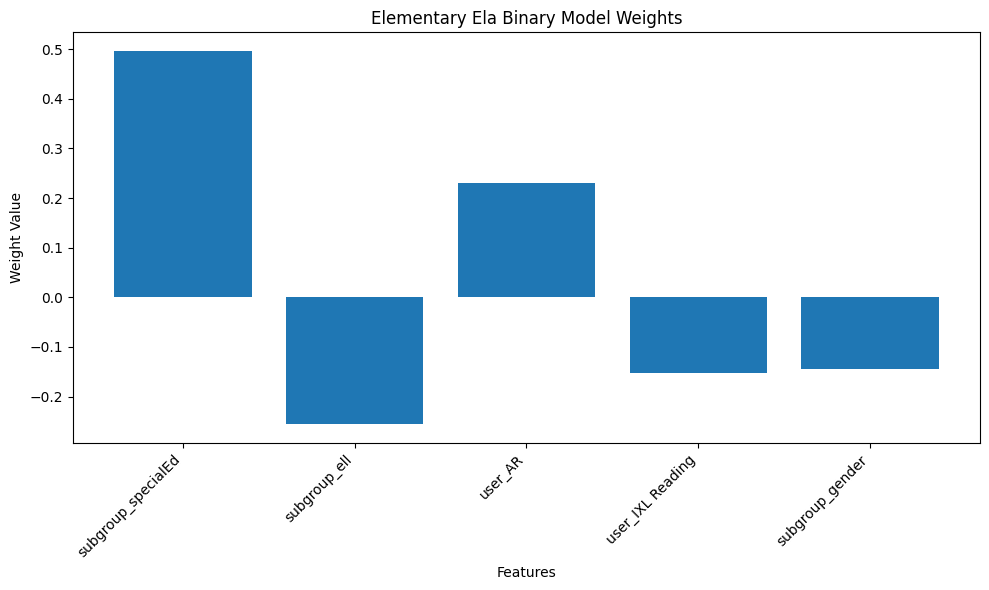 Elementary Ela Binary Model Weights
Weight Value
0.5
0.4
0.3
0.2
0.1
0.0
−0.1
−0.2
subgroup_specialEd
subgroup_ell
user_AR
user_IXL Reading
subgroup_gender
Features